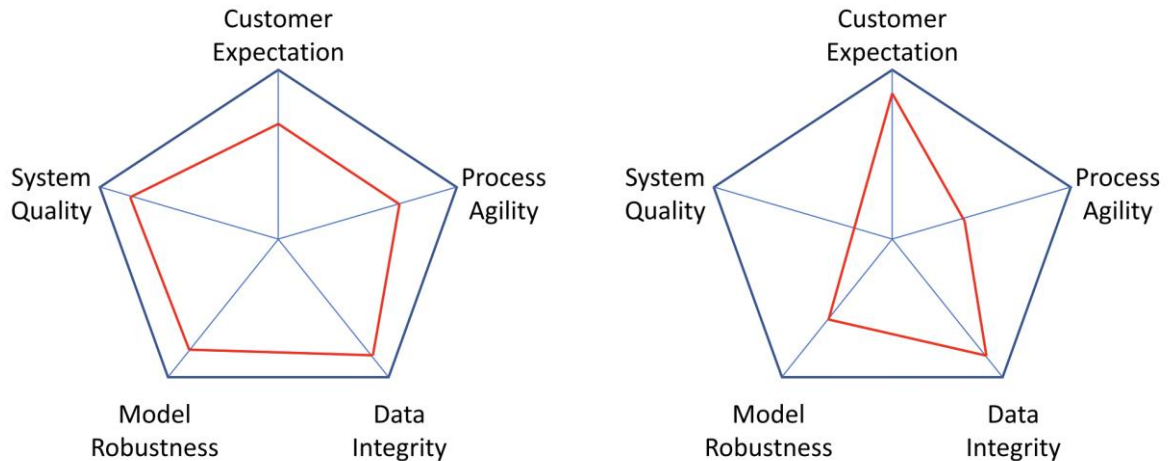 Customer
Expectation
System
Quality
Process
Agility
Model
Robustness
Data
Integrity
Customer
Expectation
System
Quality
Process
Agility
Model
Robustness
Data
Integrity